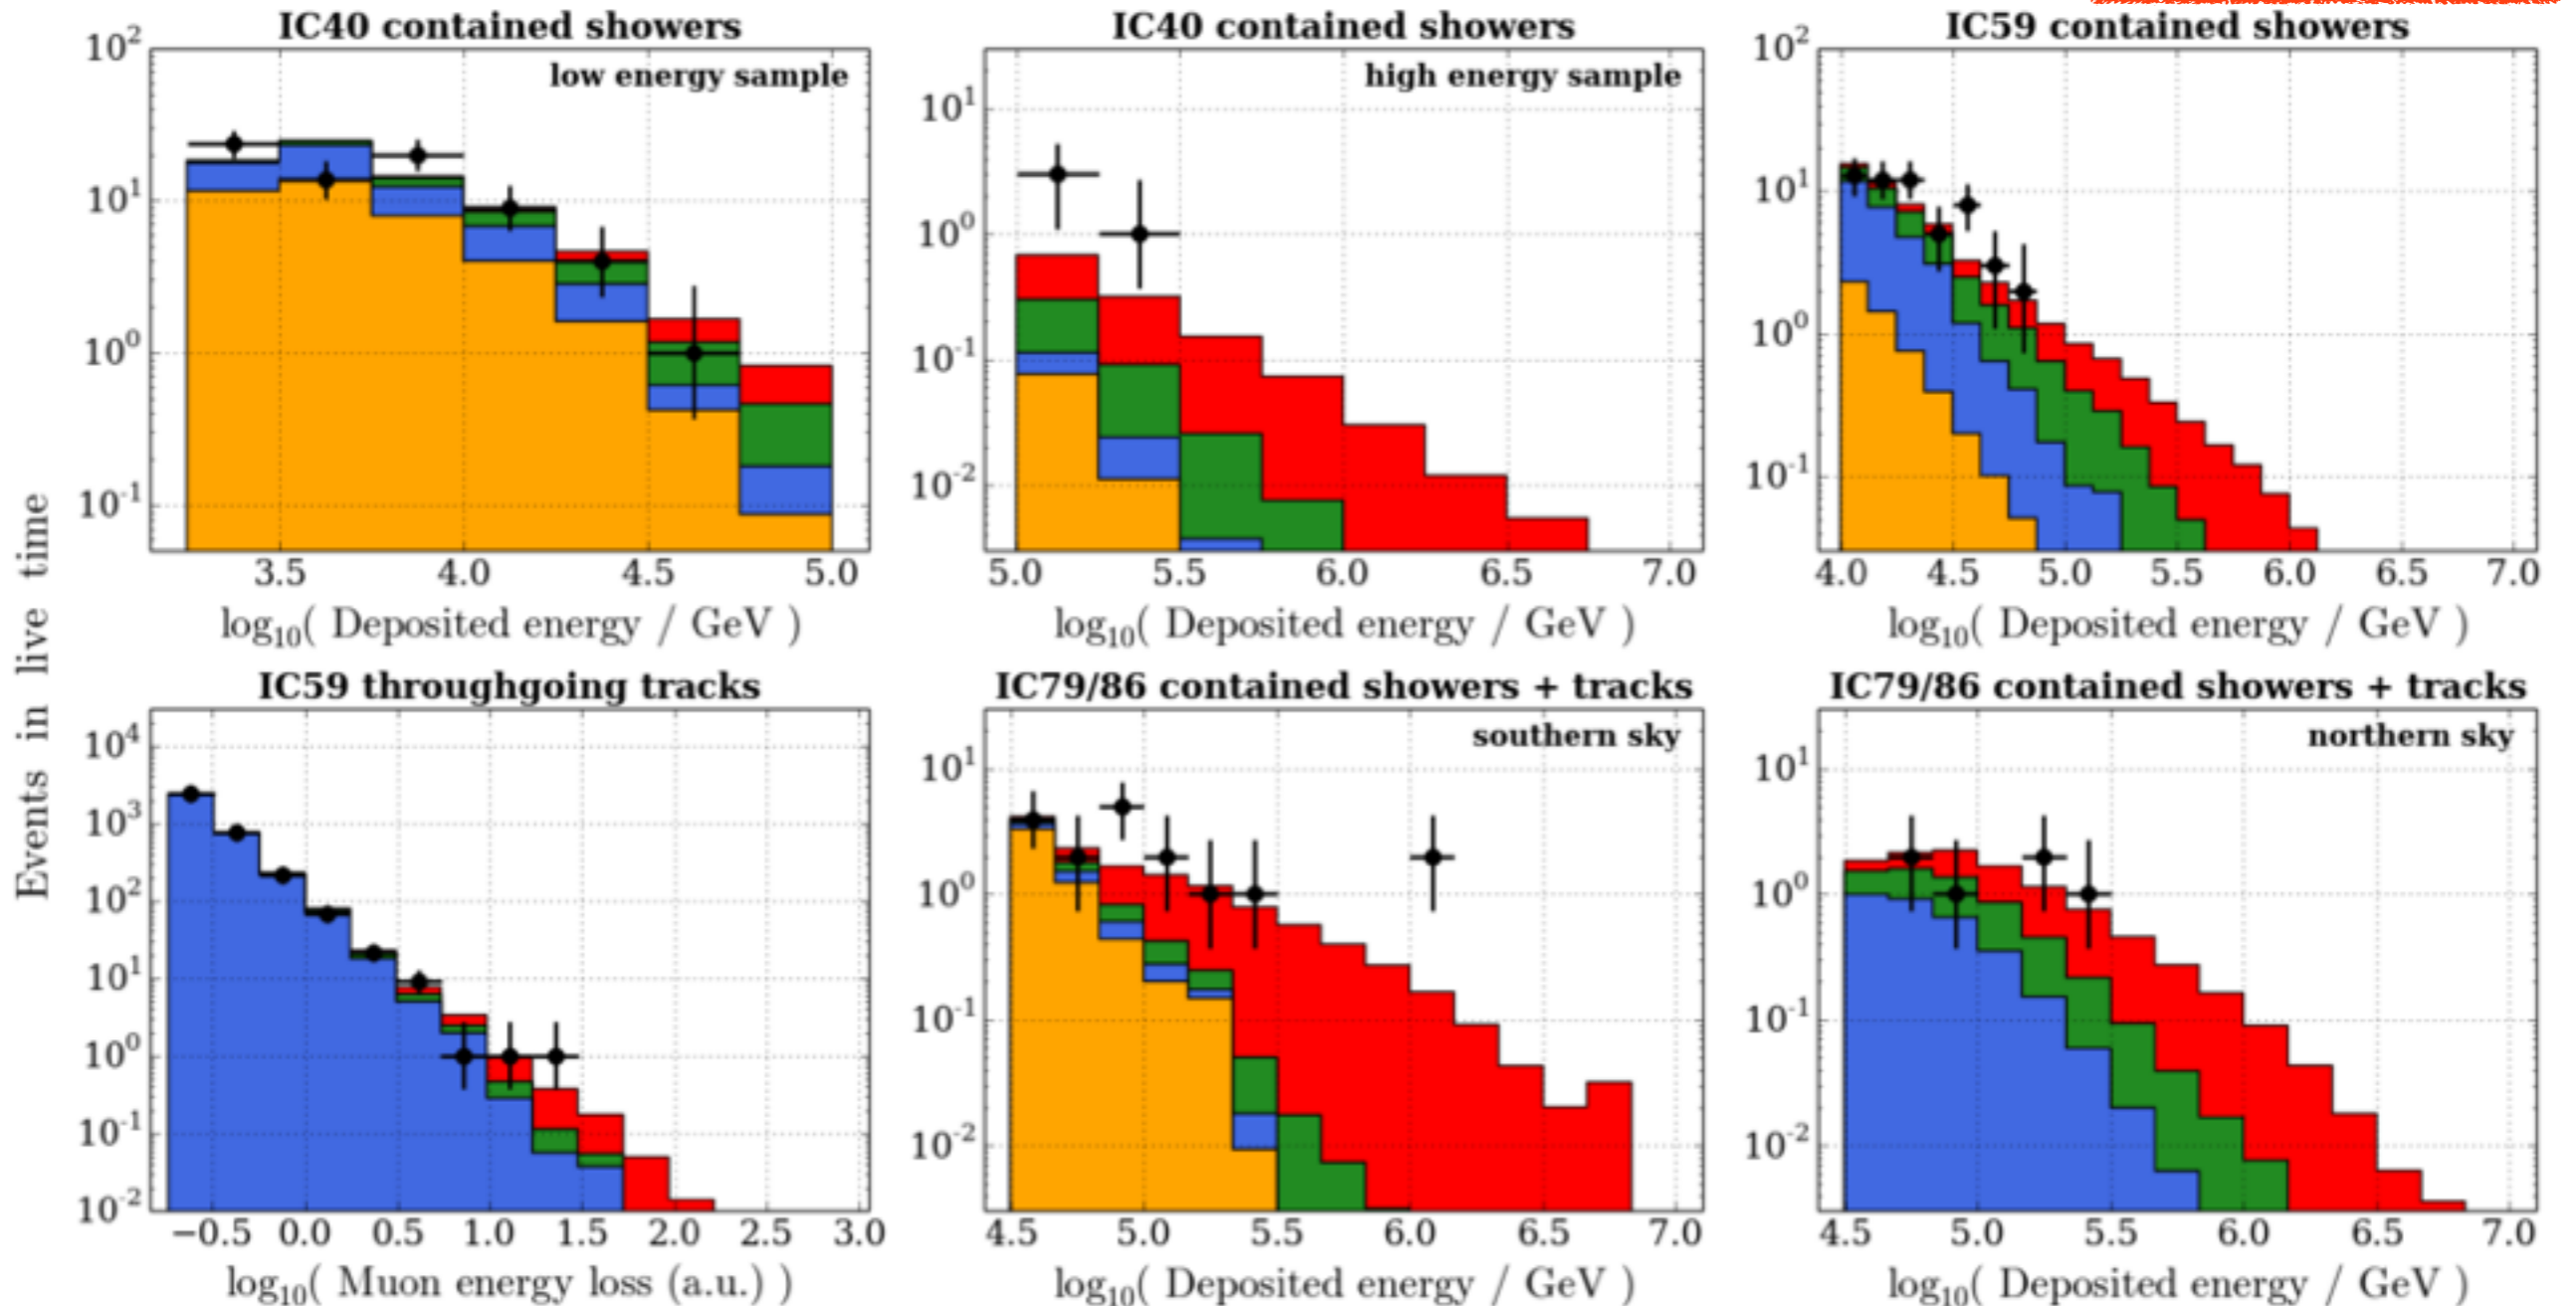 IC40 contained showers
low energy sample
10²
10¹
10⁰
10⁻¹
3.5 4.0 4.5 5.0
log₁₀( Deposited energy / GeV )
IC40 contained showers
high energy sample
10¹
10⁰
10⁻¹
10⁻²
5.0 5.5 6.0 6.5 7.0
log₁₀( Deposited energy / GeV )
IC59 contained showers
10²
10¹
10⁰
10⁻¹
4.0 4.5 5.0 5.5 6.0 6.5 7.0
log₁₀( Deposited energy / GeV )
Events in live time
IC59 throughgoing tracks
10⁴
10³
10²
10¹
10⁰
10⁻¹
10⁻²
−0.5 0.0 0.5 1.0 1.5 2.0 2.5 3.0
log₁₀( Muon energy loss (a.u.) )
IC79/86 contained showers + tracks
southern sky
10¹
10⁰
10⁻¹
10⁻²
4.5 5.0 5.5 6.0 6.5 7.0
log₁₀( Deposited energy / GeV )
IC79/86 contained showers + tracks
northern sky
10¹
10⁰
10⁻¹
10⁻²
4.5 5.0 5.5 6.0 6.5 7.0
log₁₀( Deposited energy / GeV )